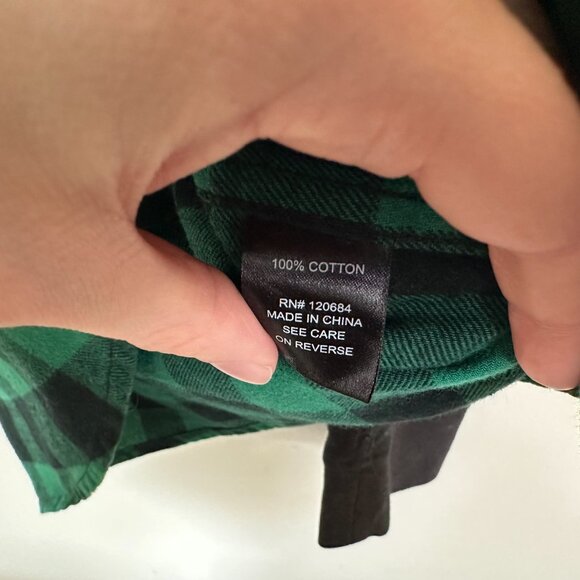 100% COTTON
RN# 120684
MADE IN CHINA
SEE CARE
ON REVERSE